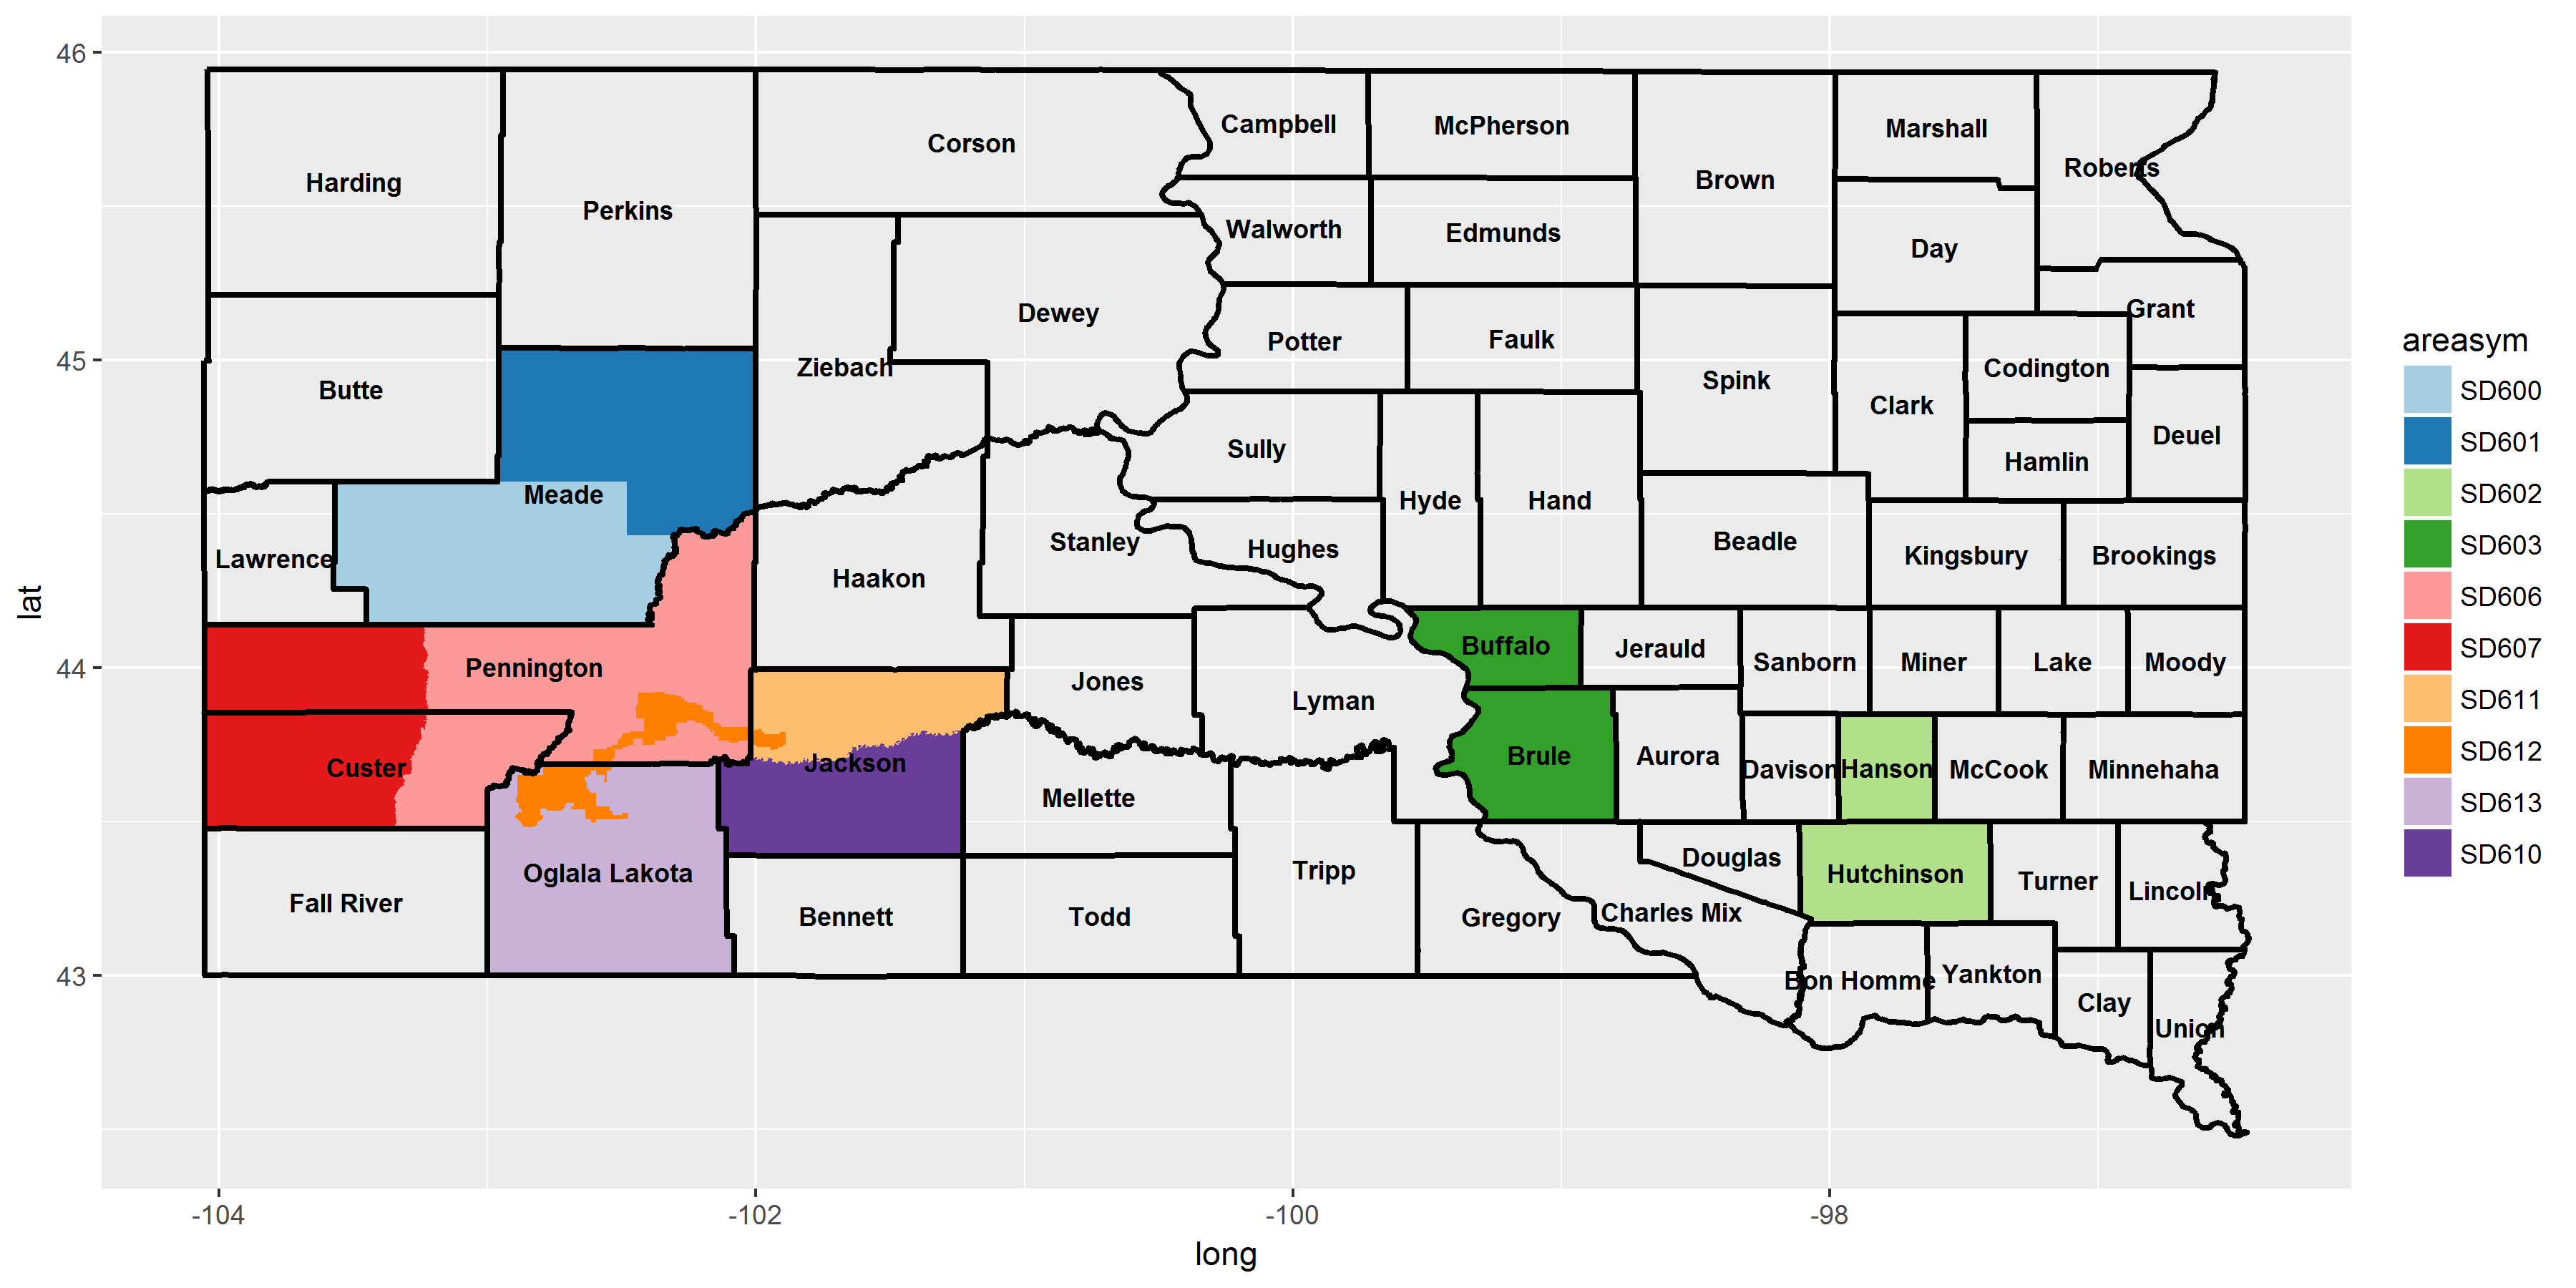 46
45
44
43
lat
-104
-102
-100
-98
long
Harding
Perkins
Corson
Campbell
McPherson
Brown
Marshall
Roberts
Walworth
Edmunds
Day
Butte
Ziebach
Dewey
Potter
Faulk
Spink
Clark
Codington
Grant
Hamlin
Deuel
Meade
Lawrence
Haakon
Stanley
Sully
Hughes
Hyde
Hand
Beadle
Kingsbury
Brookings
Pennington
Jackson
Jones
Lyman
Buffalo
Jerauld
Sanborn
Miner
Lake
Moody
Custer
Mellette
Brule
Aurora
Davison
Hanson
McCook
Minnehaha
Fall River
Oglala Lakota
Bennett
Todd
Tripp
Gregory
Charles Mix
Douglas
Hutchinson
Turner
Lincoln
Bon Homme
Yankton
Clay
Union
areasym
SD600
SD601
SD602
SD603
SD606
SD607
SD611
SD612
SD613
SD610